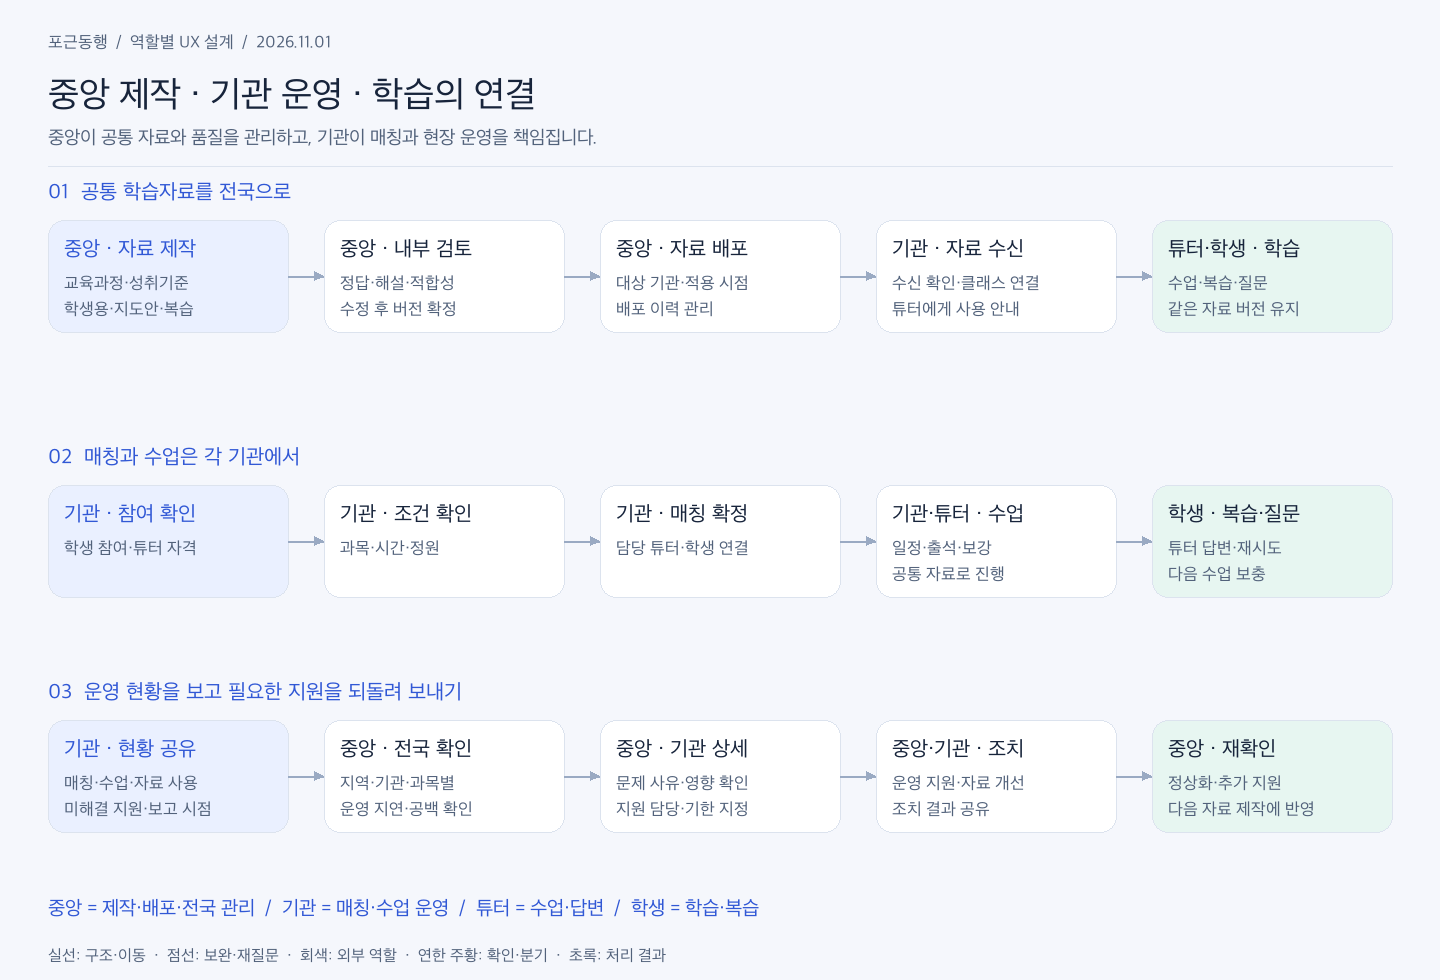 포근동행 / 역할별 UX 설계 / 2026.11.01
중앙 제작 · 기관 운영 · 학습의 연결
중앙이 공통 자료와 품질을 관리하고, 기관이 매칭과 현장 운영을 책임집니다.
01 공통 학습자료를 전국으로
중앙 · 자료 제작
교육과정·성취기준
학생용·지도안·복습
중앙 · 내부 검토
정답·해설·적합성
수정 후 버전 확정
중앙 · 자료 배포
대상 기관·적용 시점
배포 이력 관리
기관 · 자료 수신
수신 확인·클래스 연결
튜터에게 사용 안내
튜터·학생 · 학습
수업·복습·질문
같은 자료 버전 유지
02 매칭과 수업은 각 기관에서
기관 · 참여 확인
학생 참여·튜터 자격
기관 · 조건 확인
과목·시간·정원
기관 · 매칭 확정
담당 튜터·학생 연결
기관·튜터 · 수업
일정·출석·보강
공통 자료로 진행
학생 · 복습·질문
튜터 답변·재시도
다음 수업 보충
03 운영 현황을 보고 필요한 지원을 되돌려 보내기
기관 · 현황 공유
매칭·수업·자료 사용
미해결 지원·보고 시점
중앙 · 전국 확인
지역·기관·과목별
운영 지연·공백 확인
중앙 · 기관 상세
문제 사유·영향 확인
지원 담당·기한 지정
중앙·기관 · 조치
운영 지원·자료 개선
조치 결과 공유
중앙 · 재확인
정상화·추가 지원
다음 자료 제작에 반영
중앙 = 제작·배포·전국 관리 / 기관 = 매칭·수업 운영 / 튜터 = 수업·답변 / 학생 = 학습·복습
실선: 구조·이동 · 점선: 보완·재질문 · 회색: 외부 역할 · 연한 주황: 확인·분기 · 초록: 처리 결과